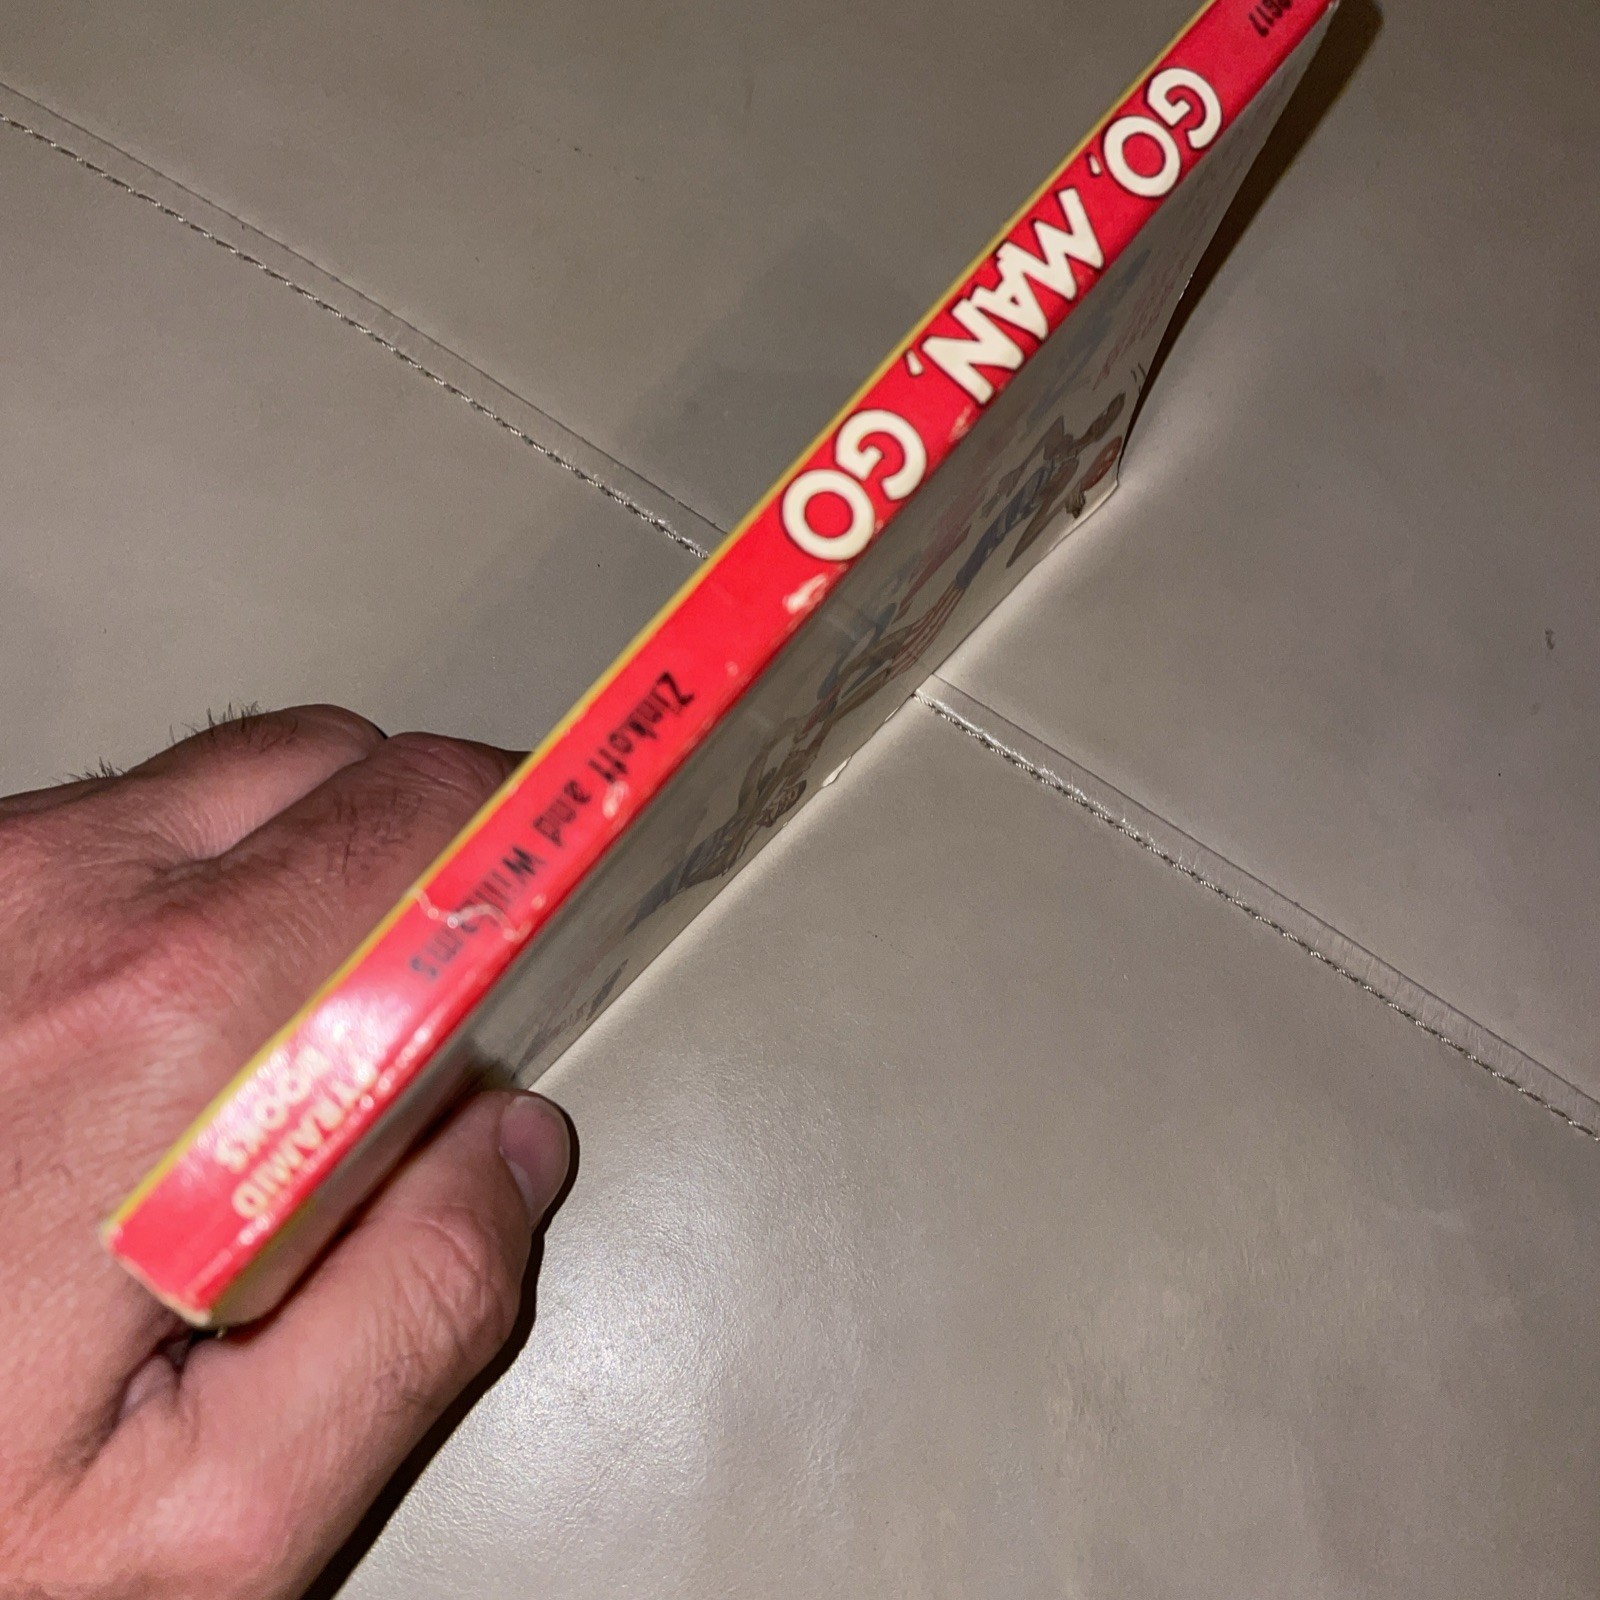 GO, MAN, GO
Zinkoff and Williams
PYRAMID
BOOKS